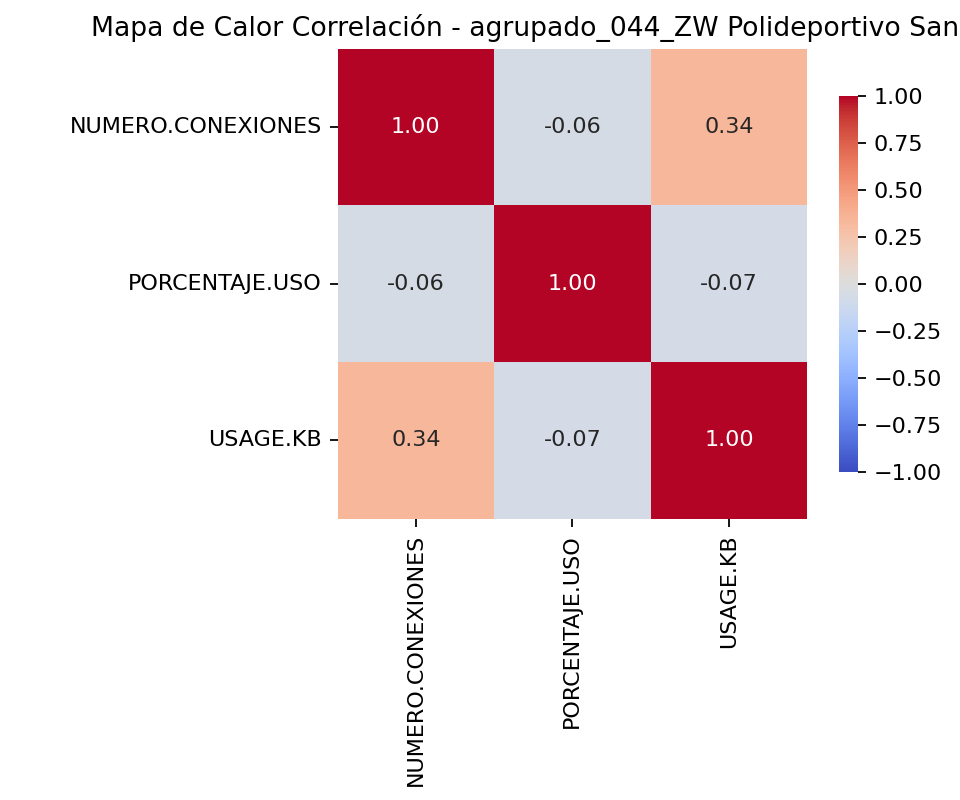 Mapa de Calor Correlación - agrupado_044_ZW Polideportivo San
NUMERO.CONEXIONES
1.00
-0.06
0.34
PORCENTAJE.USO
-0.06
1.00
-0.07
USAGE.KB
0.34
-0.07
1.00
NUMERO.CONEXIONES
PORCENTAJE.USO
USAGE.KB
1.00
0.75
0.50
0.25
0.00
−0.25
−0.50
−0.75
−1.00